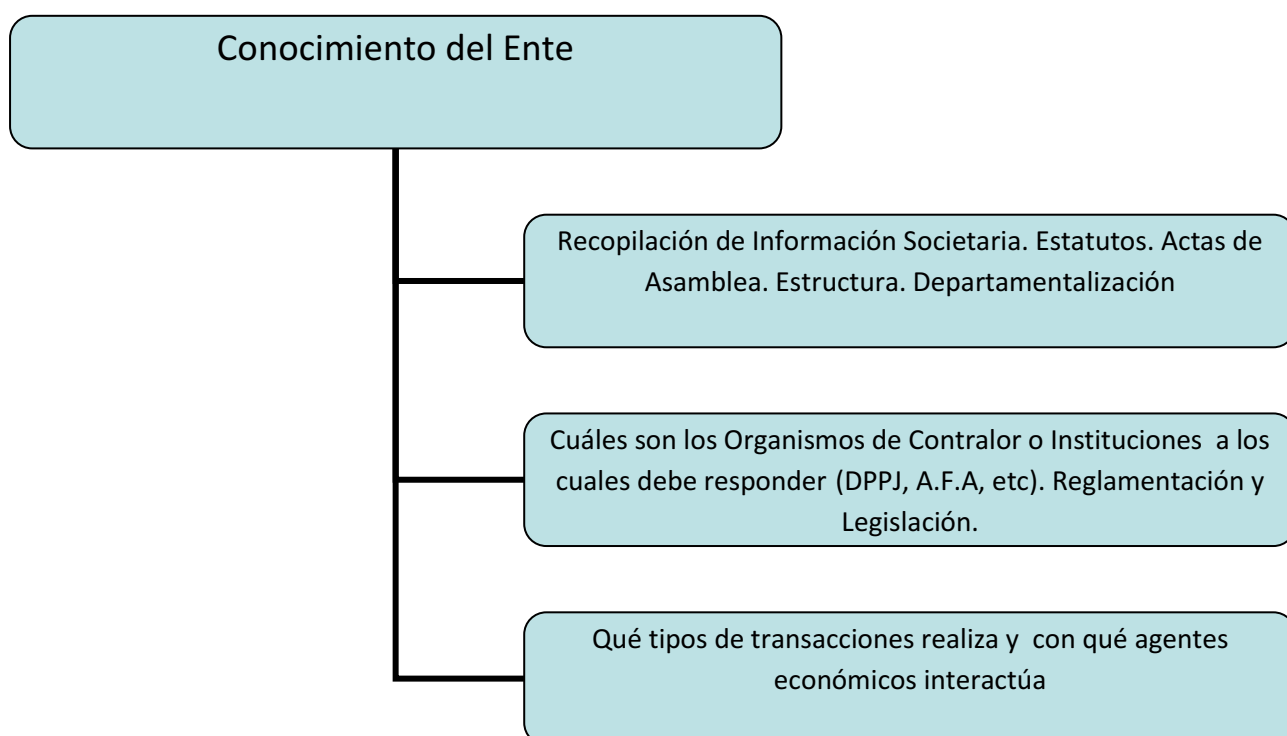 Conocimiento del Ente
Recopilación de Información Societaria. Estatutos. Actas de
Asamblea. Estructura. Departamentalización
Cuáles son los Organismos de Contralor o Instituciones  a los
cuales debe responder (DPPJ, A.F.A, etc). Reglamentación y
Legislación.
Qué tipos de transacciones realiza y  con qué agentes
económicos interactúa